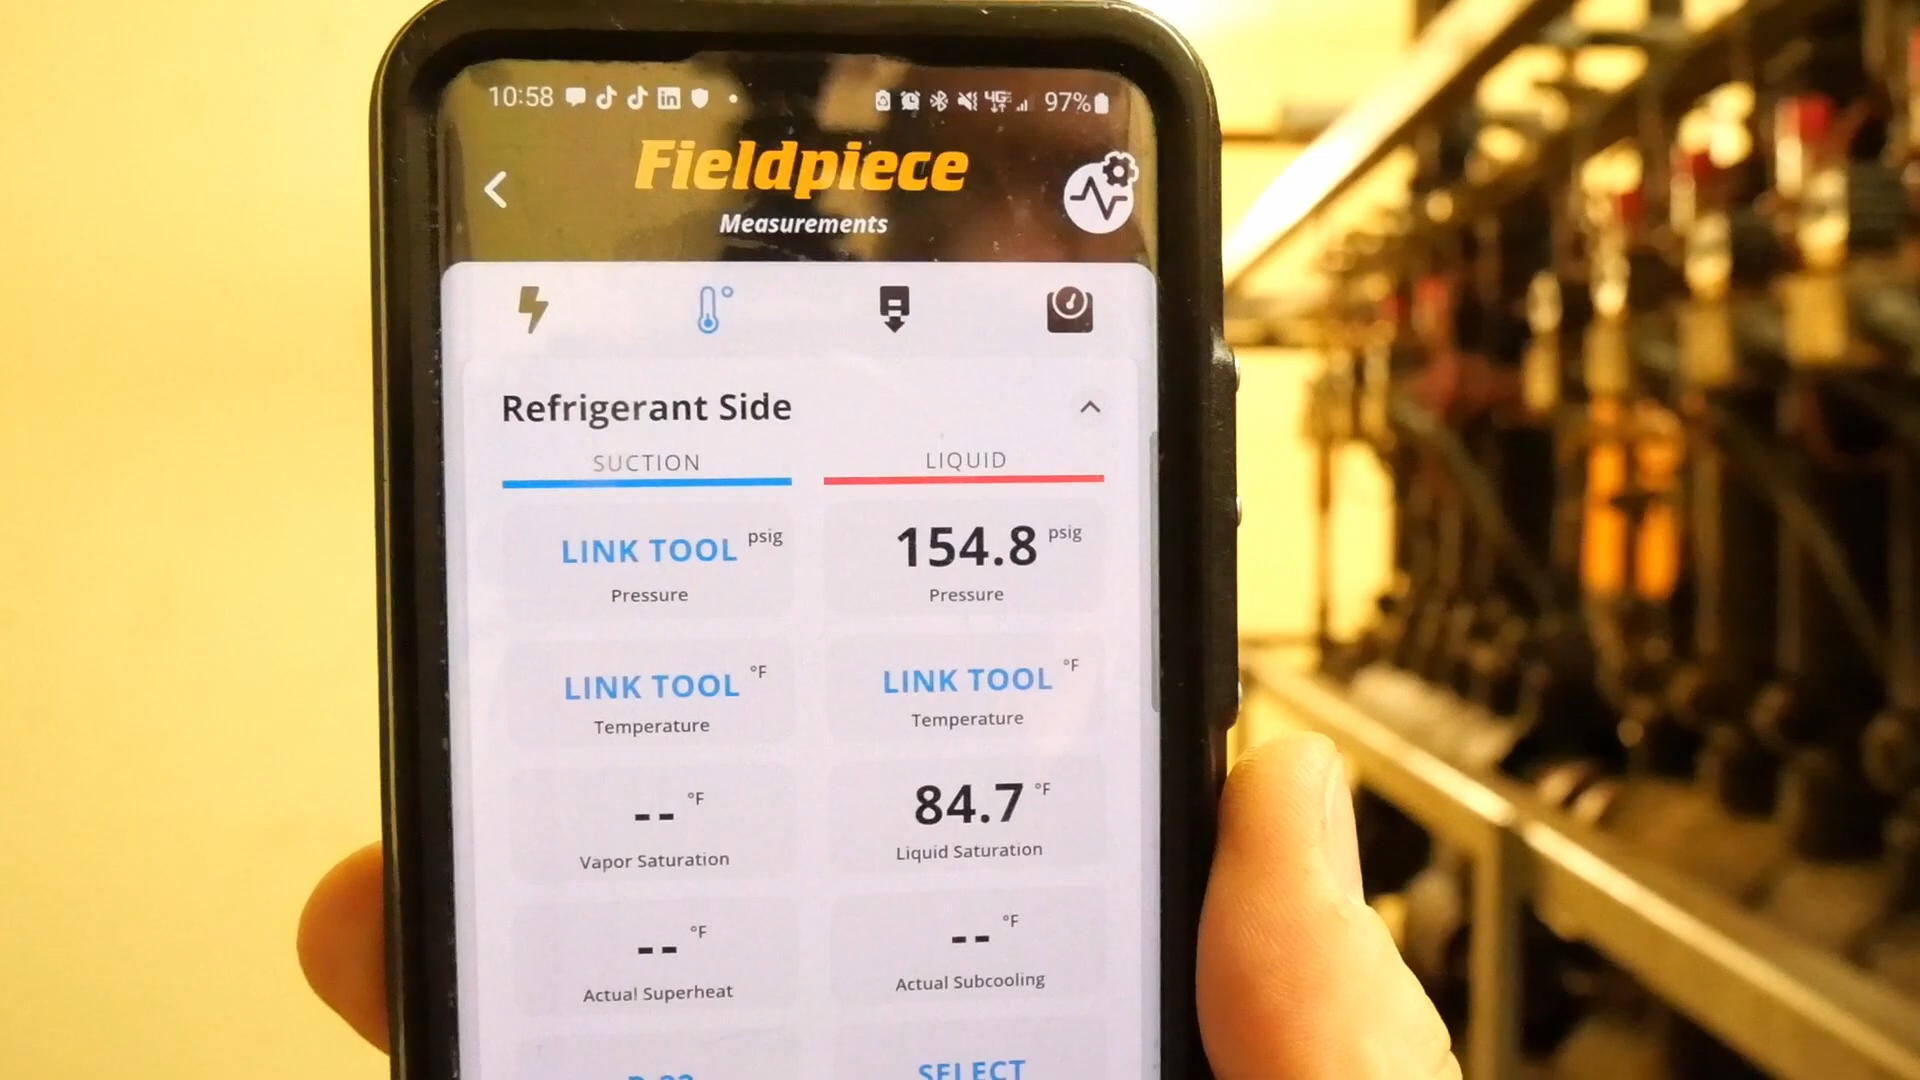 10:58 97%
Fieldpiece
Measurements
Refrigerant Side
SUCTION LIQUID
LINK TOOL psig 154.8 psig
Pressure Pressure
LINK TOOL °F LINK TOOL °F
Temperature Temperature
-- °F 84.7 °F
Vapor Saturation Liquid Saturation
-- °F -- °F
Actual Superheat Actual Subcooling
SELECT